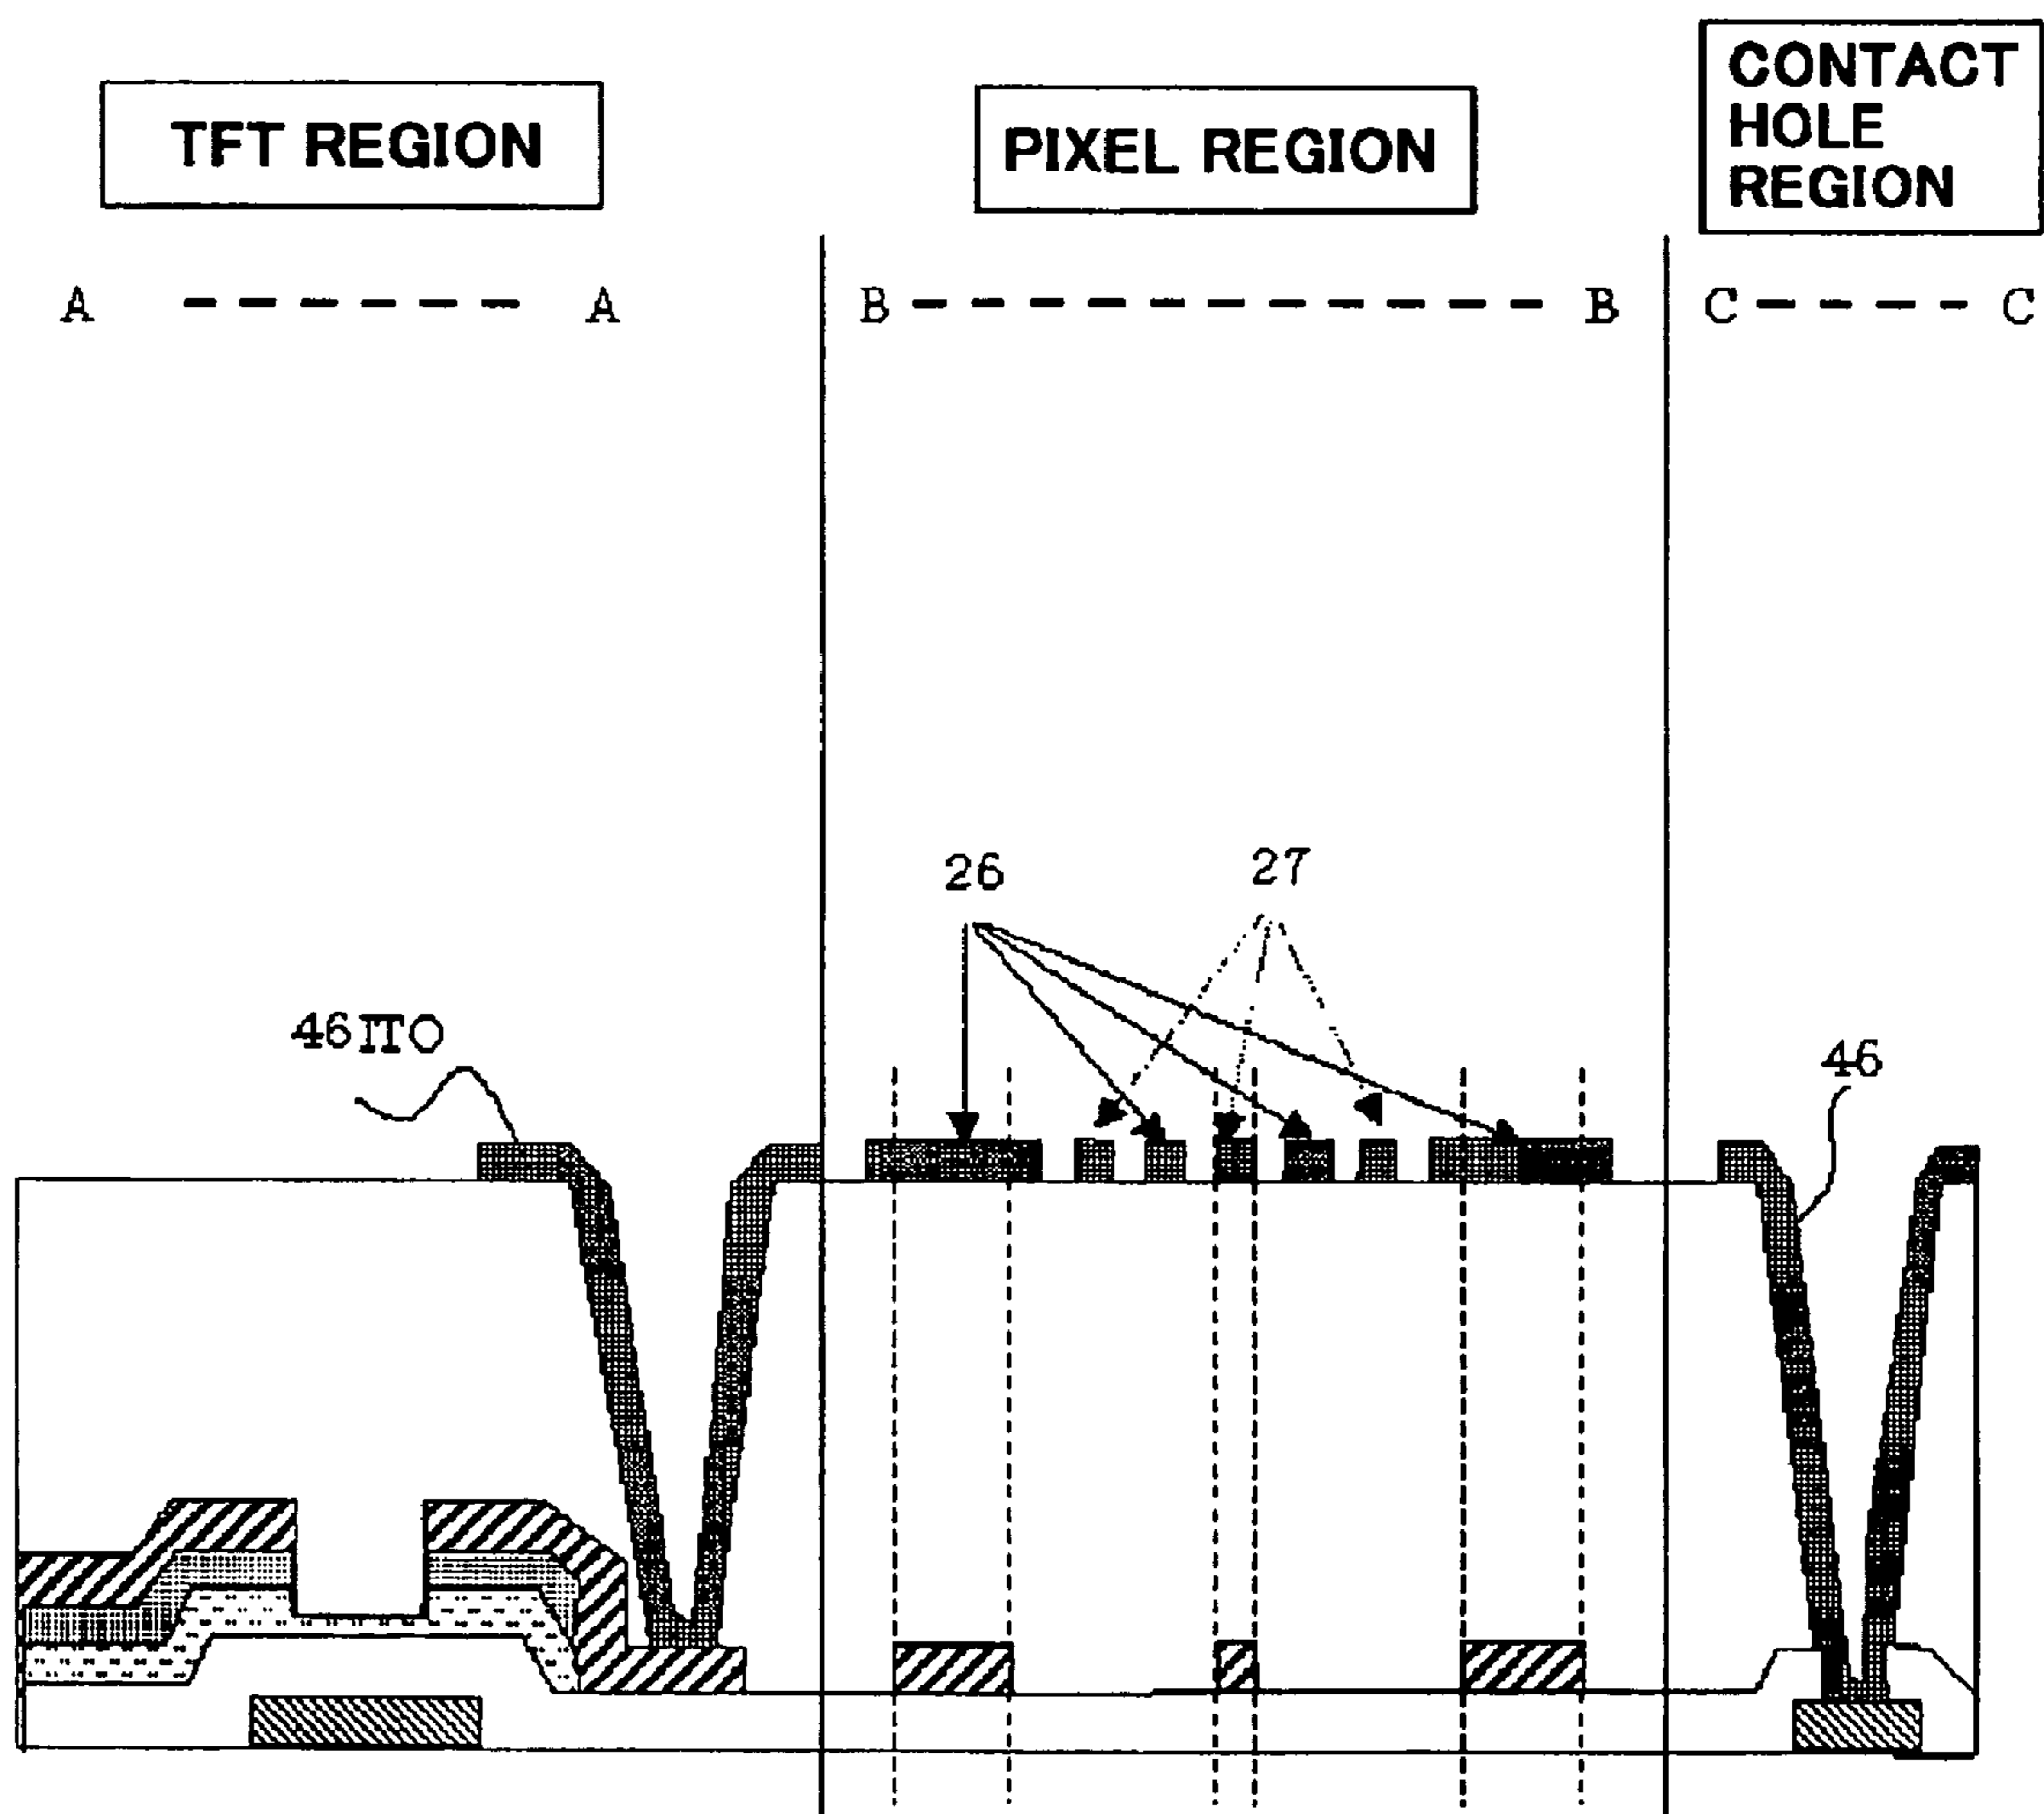 TFT REGION
PIXEL REGION
CONTACT
HOLE
REGION
A A
B B
C C
26
27
46ITO
46